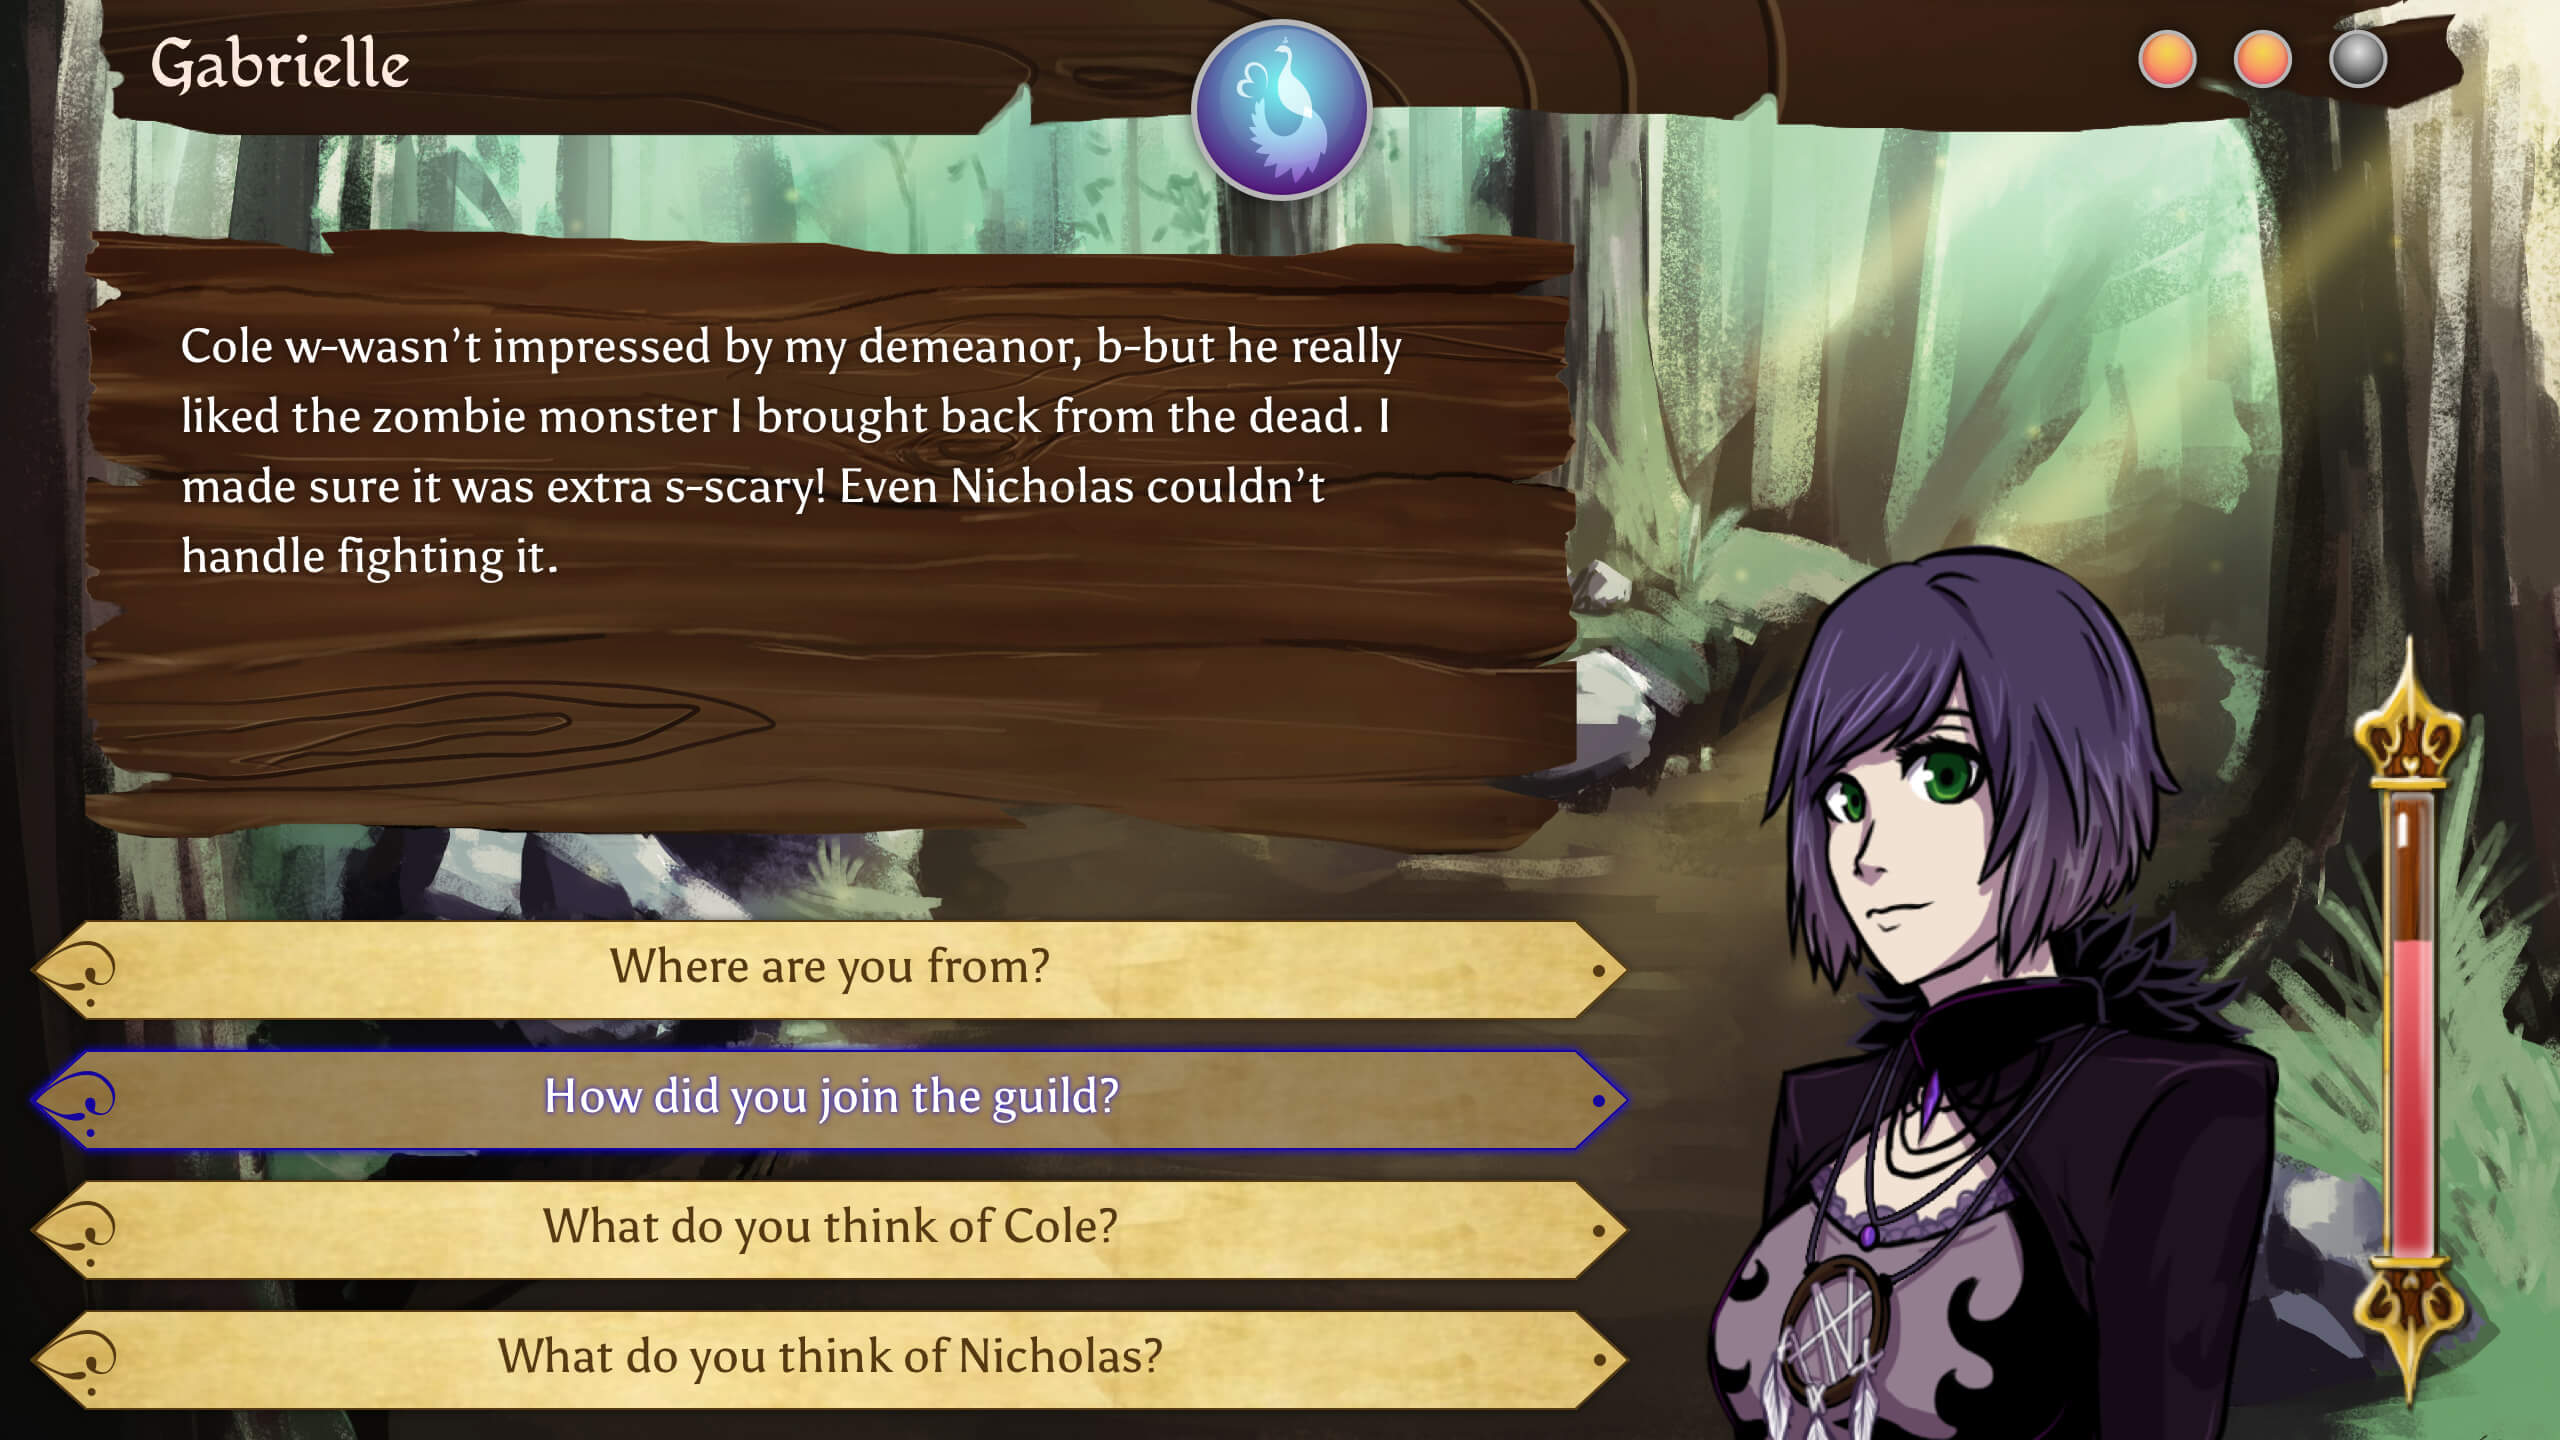 Gabrielle
Cole w-wasn’t impressed by my demeanor, b-but he really
liked the zombie monster I brought back from the dead. I
made sure it was extra s-scary! Even Nicholas couldn’t
handle fighting it.
Where are you from?
How did you join the guild?
What do you think of Cole?
What do you think of Nicholas?